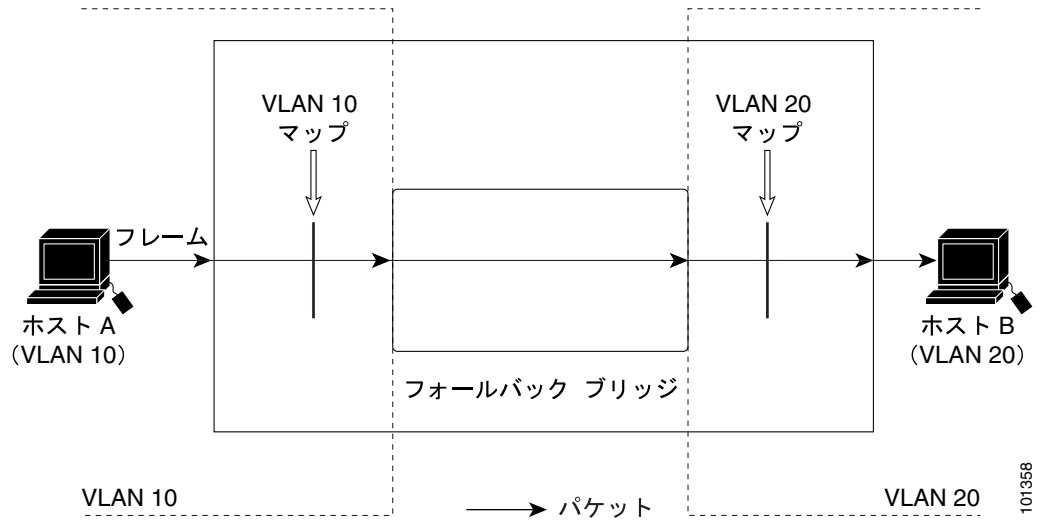 VLAN 10
マップ
VLAN 20
マップ
フレーム
ホスト A
（VLAN 10）
ホスト B
（VLAN 20）
フォールバック ブリッジ
VLAN 10
パケット
VLAN 20
101358